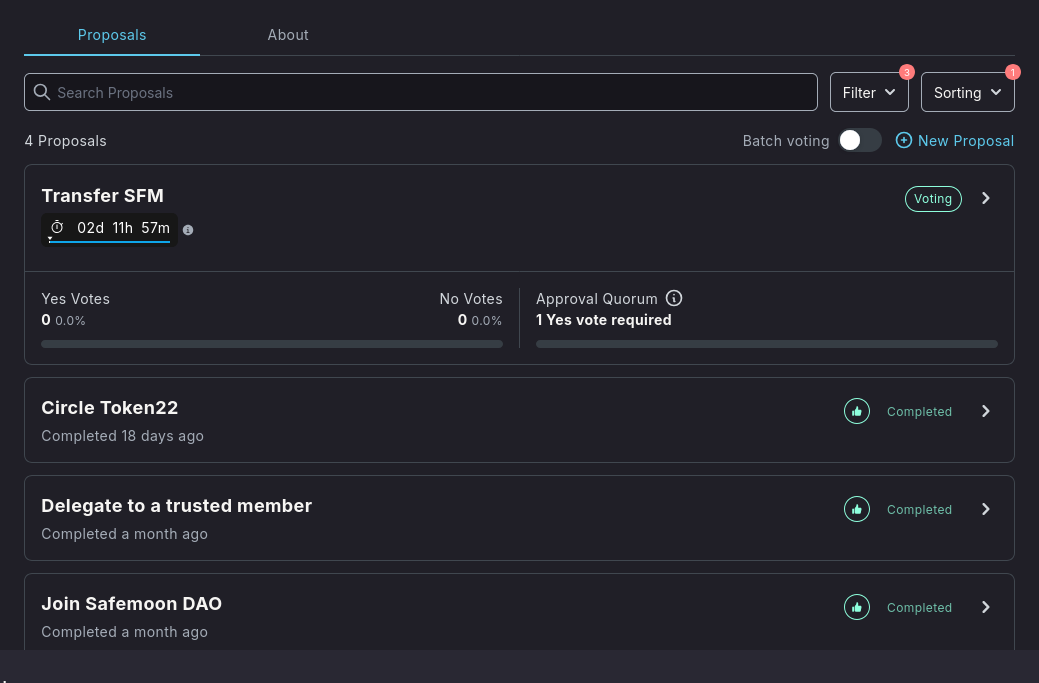 Proposals About
Search Proposals
Filter 3 Sorting 1
4 Proposals Batch voting New Proposal
Transfer SFM Voting
02d 11h 57m
Yes Votes No Votes Approval Quorum
0 0.0% 0 0.0% 1 Yes vote required
Circle Token22 Completed
Completed 18 days ago
Delegate to a trusted member Completed
Completed a month ago
Join Safemoon DAO Completed
Completed a month ago